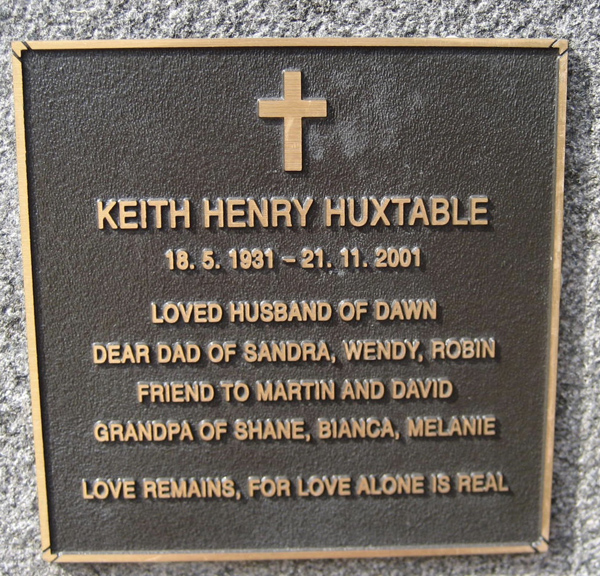 KEITH HENRY HUXTABLE
18. 5. 1931 – 21. 11. 2001
LOVED HUSBAND OF DAWN
DEAR DAD OF SANDRA, WENDY, ROBIN
FRIEND TO MARTIN AND DAVID
GRANDPA OF SHANE, BIANCA, MELANIE
LOVE REMAINS, FOR LOVE ALONE IS REAL